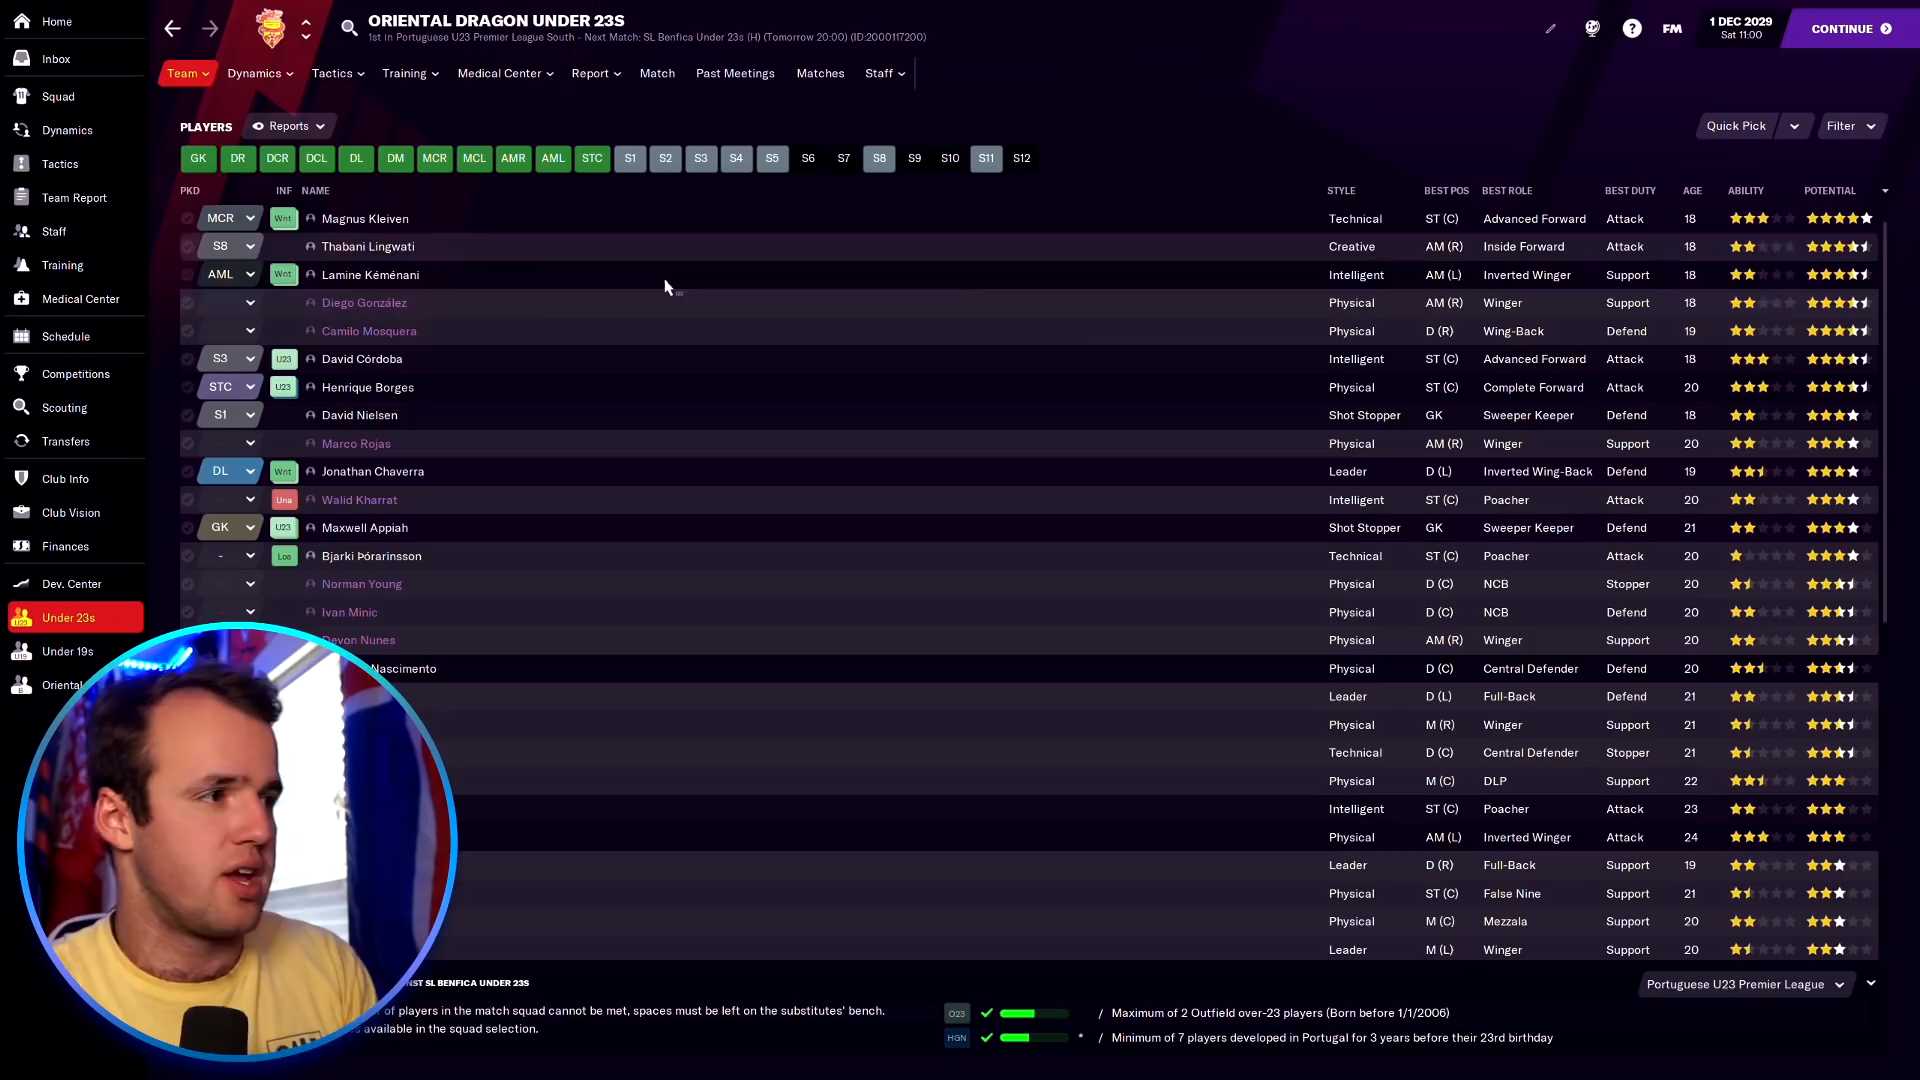 Home
Inbox
Squad
Dynamics
Tactics
Team Report
Staff
Training
Medical Center
Schedule
Competitions
Scouting
Transfers
Club Info
Club Vision
Finances
Dev. Center
U23 Under 23s
U19 Under 19s
B Oriental
ORIENTAL DRAGON UNDER 23S
1st in Portuguese U23 Premier League South - Next Match: SL Benfica Under 23s (H) (Tomorrow 20:00) (ID:2000117200)
? FM 1 DEC 2029 Sat 11:00 CONTINUE
Team Dynamics Tactics Training Medical Center Report Match Past Meetings Matches Staff
PLAYERS Reports Quick Pick Filter
GK DR DCR DCL DL DM MCR MCL AMR AML STC S1 S2 S3 S4 S5 S6 S7 S8 S9 S10 S11 S12
PKD INF NAME STYLE BEST POS BEST ROLE BEST DUTY AGE ABILITY POTENTIAL
MCR Wnt Magnus Kleiven Technical ST (C) Advanced Forward Attack 18
S8 Thabani Lingwati Creative AM (R) Inside Forward Attack 18
AML Wnt Lamine Kéménani Intelligent AM (L) Inverted Winger Support 18
Diego González Physical AM (R) Winger Support 18
Camilo Mosquera Physical D (R) Wing-Back Defend 19
S3 U23 David Córdoba Intelligent ST (C) Advanced Forward Attack 18
STC U23 Henrique Borges Physical ST (C) Complete Forward Attack 20
S1 David Nielsen Shot Stopper GK Sweeper Keeper Defend 18
Marco Rojas Physical AM (R) Winger Support 20
DL Wnt Jonathan Chaverra Leader D (L) Inverted Wing-Back Defend 19
Una Walid Kharrat Intelligent ST (C) Poacher Attack 20
GK U23 Maxwell Appiah Shot Stopper GK Sweeper Keeper Defend 21
- Loa Bjarki Þórarinsson Technical ST (C) Poacher Attack 20
Norman Young Physical D (C) NCB Stopper 20
Ivan Minic Physical D (C) NCB Defend 20
Devon Nunes Physical AM (R) Winger Support 20
Nascimento Physical D (C) Central Defender Defend 20
Leader D (L) Full-Back Defend 21
Physical M (R) Winger Support 21
Technical D (C) Central Defender Stopper 21
Physical M (C) DLP Support 22
Intelligent ST (C) Poacher Attack 23
Physical AM (L) Inverted Winger Attack 24
Leader D (R) Full-Back Support 19
Physical ST (C) False Nine Support 21
Physical M (C) Mezzala Support 20
Leader M (L) Winger Support 20
NST SL BENFICA UNDER 23S
Portuguese U23 Premier League
of players in the match squad cannot be met, spaces must be left on the substitutes' bench.
available in the squad selection.
O23 / Maximum of 2 Outfield over-23 players (Born before 1/1/2006)
HGN * / Minimum of 7 players developed in Portugal for 3 years before their 23rd birthday